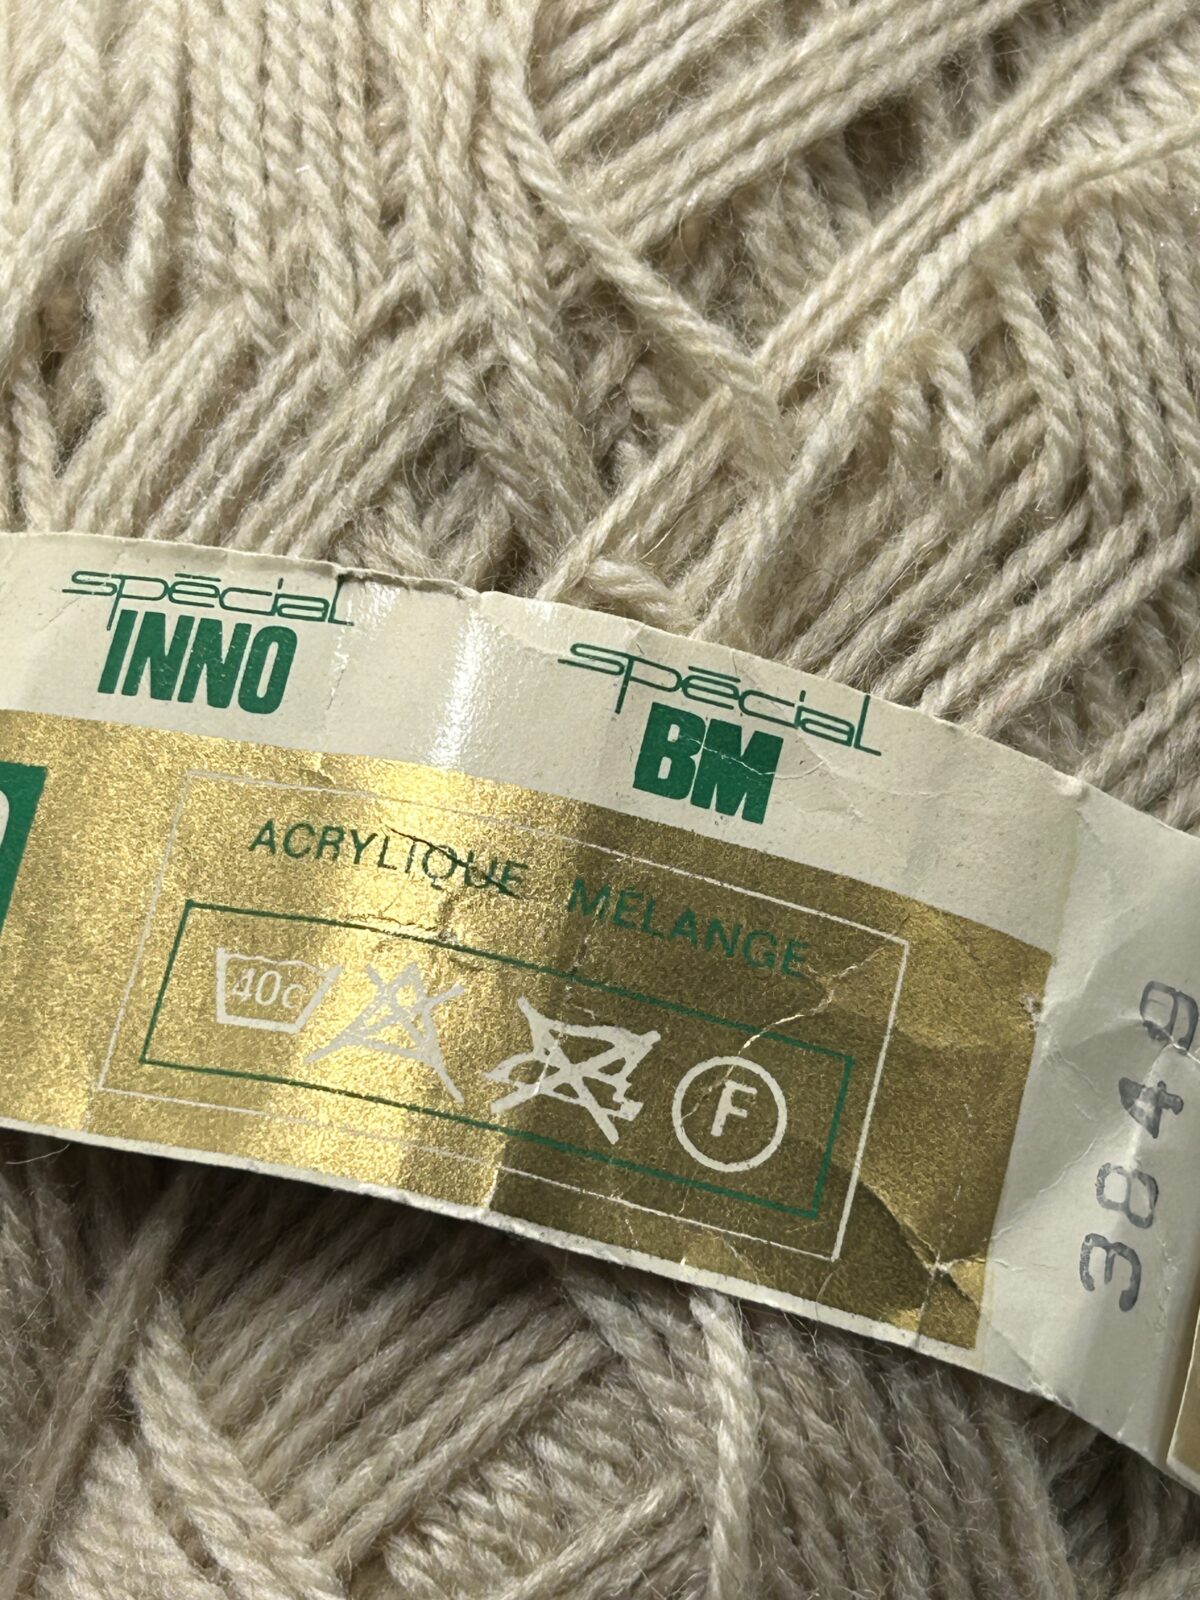 spécial
INNO
spécial
BM
ACRYLIQUE MÉLANGE
40c
F
3849